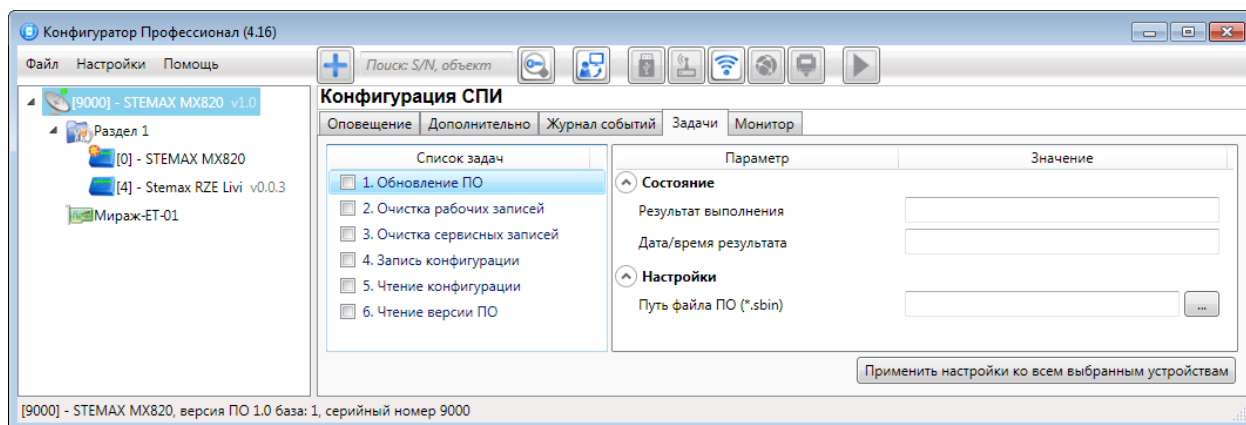 Конфигуратор Профессионал (4.16)
Файл Настройки Помощь Поиск: S/N, объект
[9000] - STEMAX MX820 v1.0
Раздел 1
[0] - STEMAX MX820
[4] - Stemax RZE Livi v0.0.3
Мираж-ЕТ-01
Конфигурация СПИ
Оповещение Дополнительно Журнал событий Задачи Монитор
Список задач
1. Обновление ПО
2. Очистка рабочих записей
3. Очистка сервисных записей
4. Запись конфигурации
5. Чтение конфигурации
6. Чтение версии ПО
Параметр Значение
Состояние
Результат выполнения
Дата/время результата
Настройки
Путь файла ПО (*.sbin) ...
Применить настройки ко всем выбранным устройствам
[9000] - STEMAX MX820, версия ПО 1.0 база: 1, серийный номер 9000